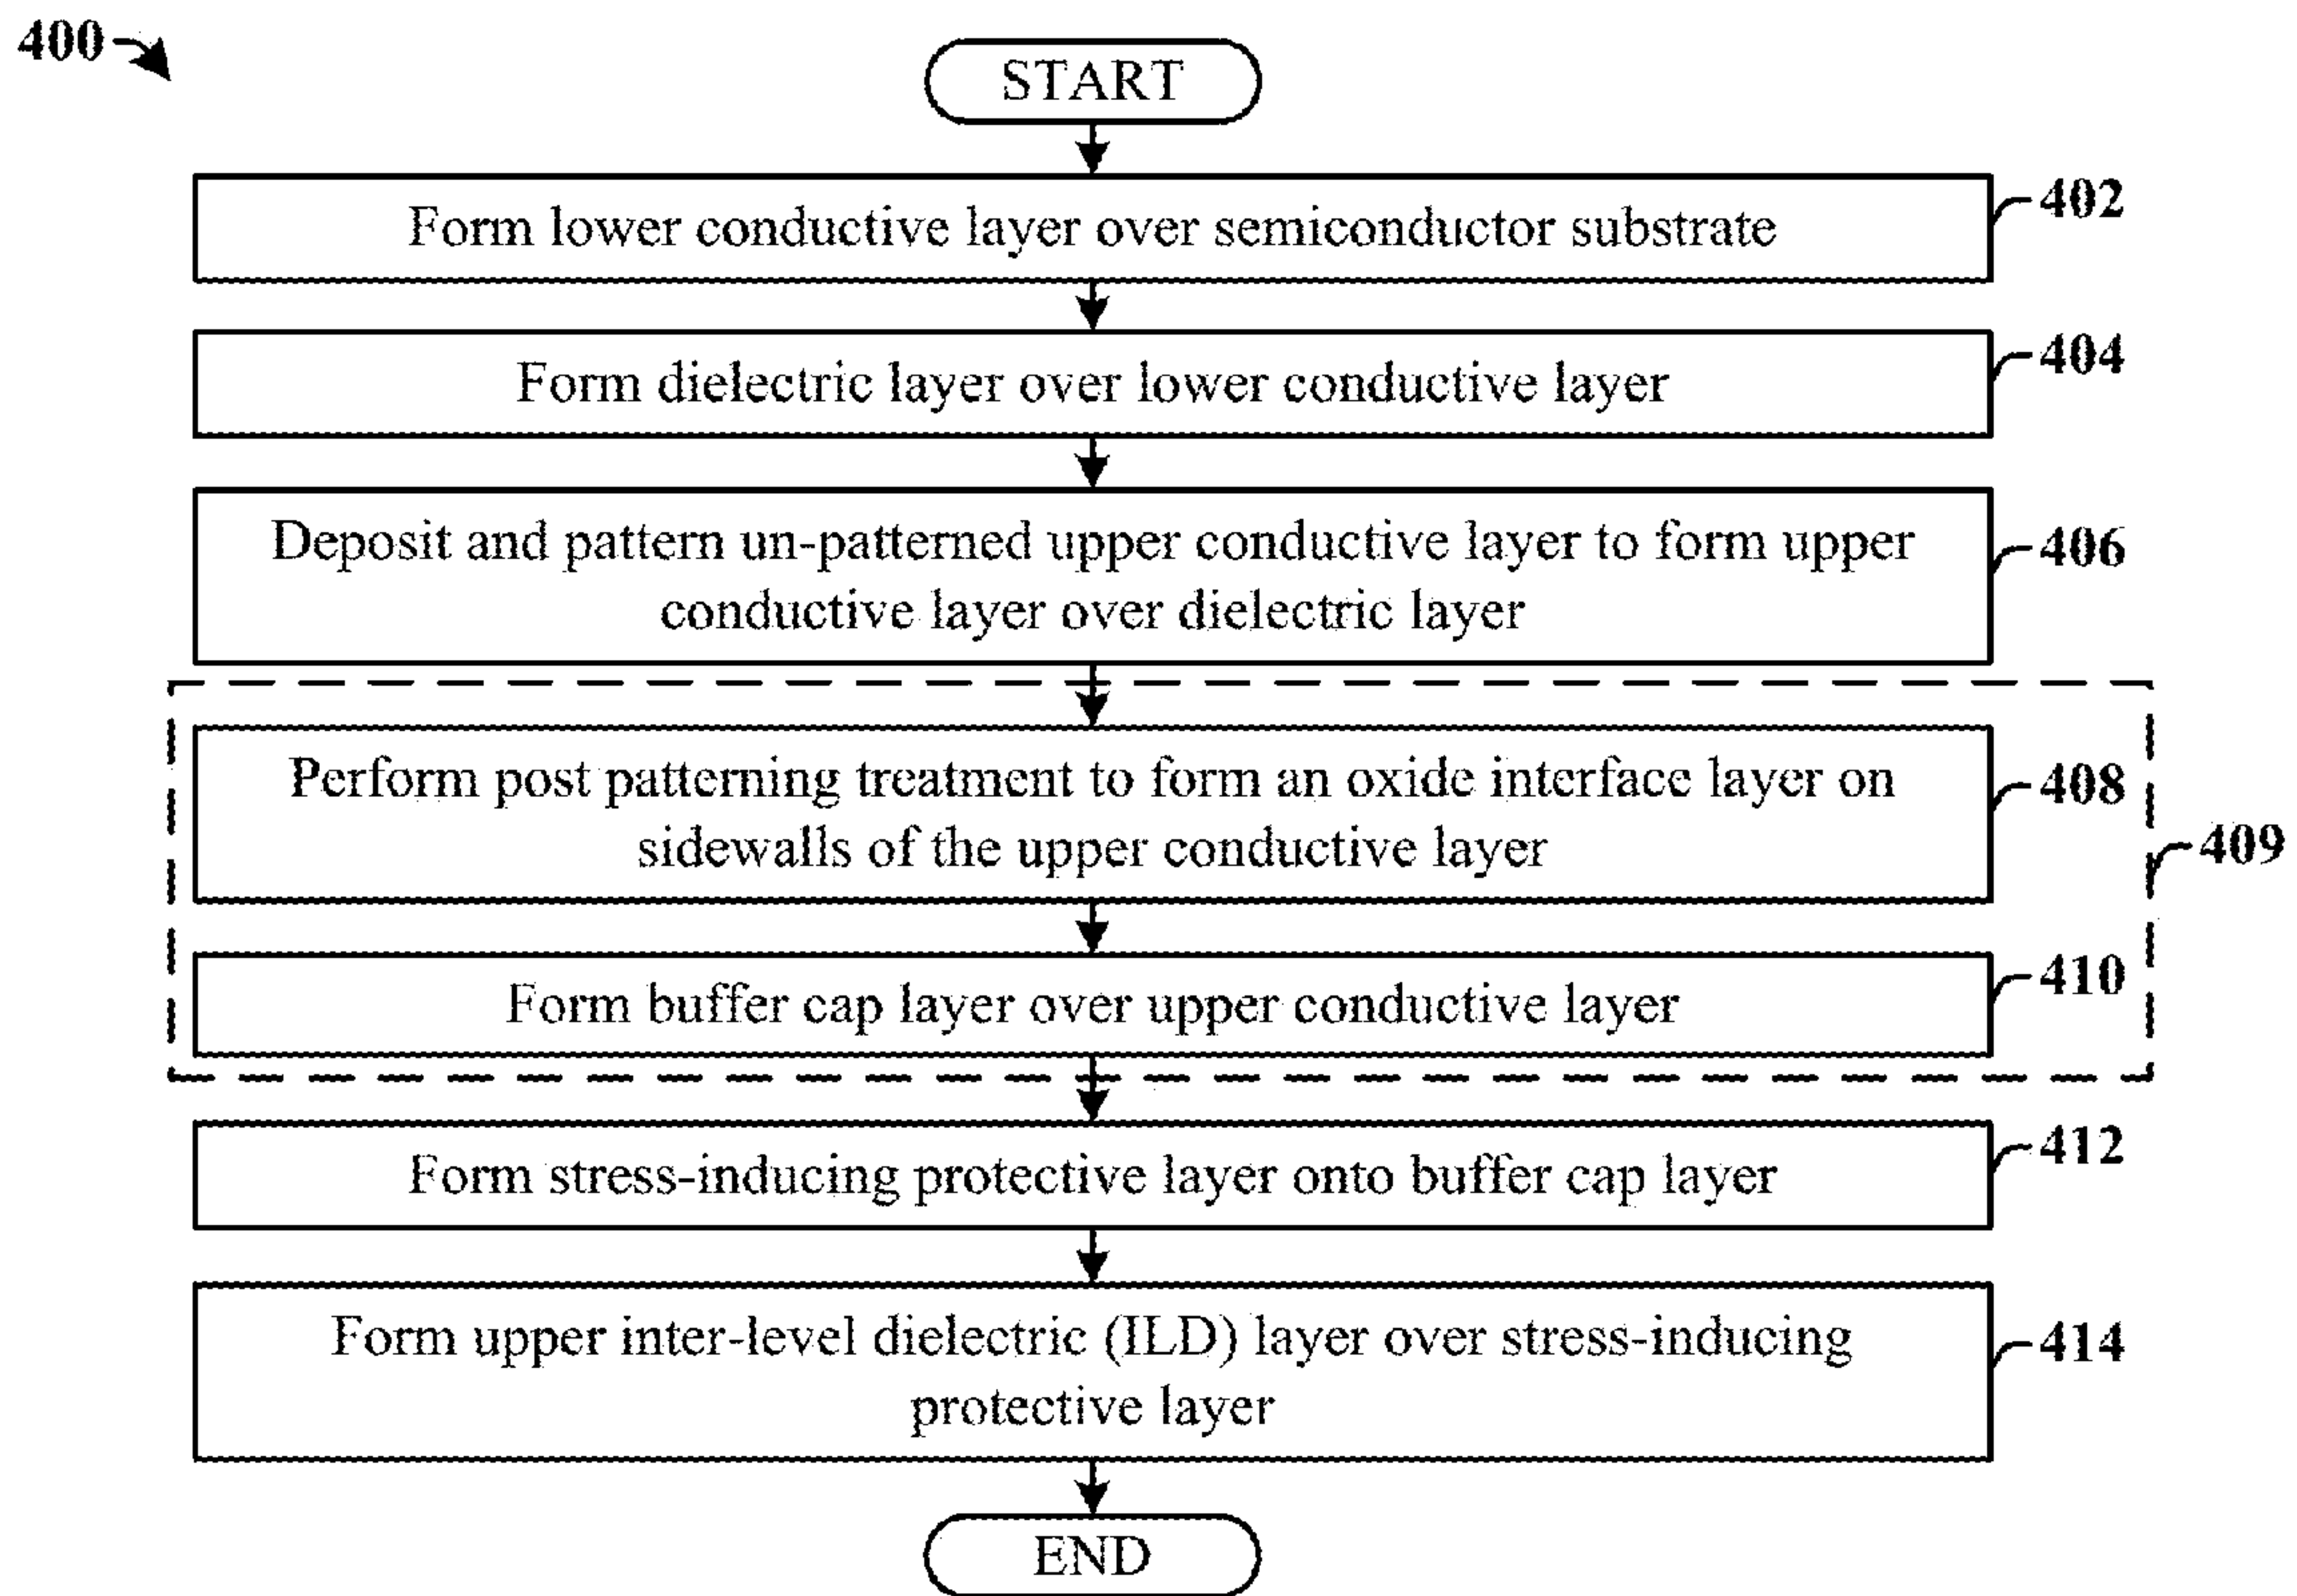 400
START
Form lower conductive layer over semiconductor substrate
402
Form dielectric layer over lower conductive layer
404
Deposit and pattern un-patterned upper conductive layer to form upper
conductive layer over dielectric layer
406
Perform post patterning treatment to form an oxide interface layer on
sidewalls of the upper conductive layer
408
409
Form buffer cap layer over upper conductive layer
410
Form stress-inducing protective layer onto buffer cap layer
412
Form upper inter-level dielectric (ILD) layer over stress-inducing
protective layer
414
END